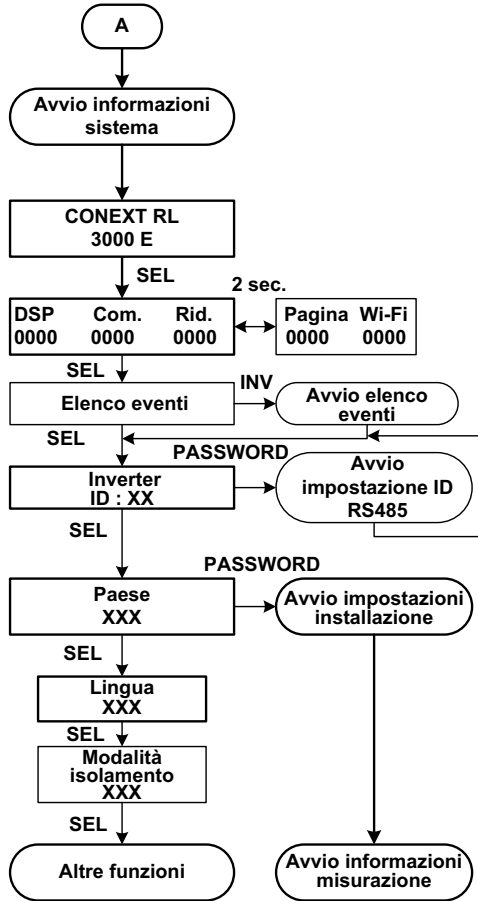 A
Avvio informazioni
sistema
CONEXT RL
3000 E
SEL
2 sec.
DSP Com. Rid.
0000 0000 0000
Pagina Wi-Fi
0000 0000
SEL
Elenco eventi
INV
Avvio elenco
eventi
SEL
PASSWORD
Inverter
ID : XX
Avvio
impostazione ID
RS485
SEL
PASSWORD
Paese
XXX
Avvio impostazioni
installazione
SEL
Lingua
XXX
SEL
Modalità
isolamento
XXX
SEL
Altre funzioni
Avvio informazioni
misurazione